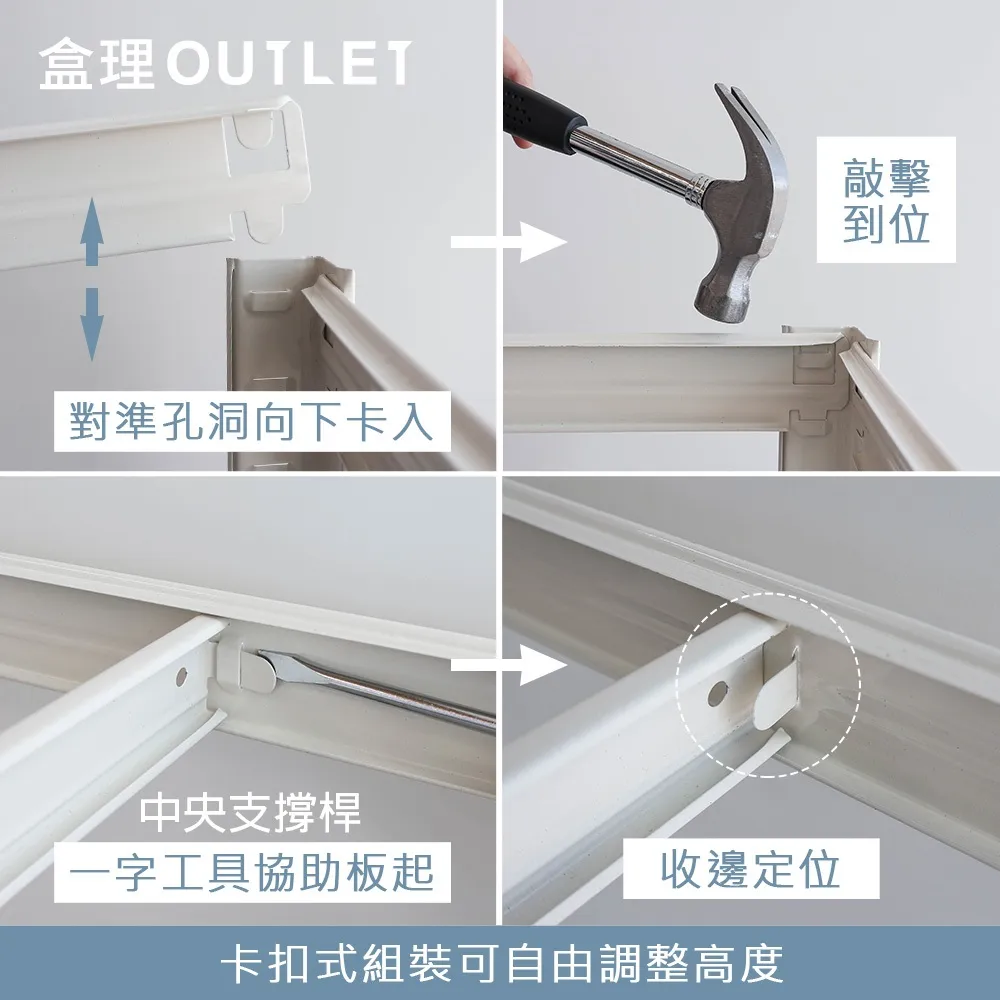 盒理OUTLET
對準孔洞向下卡入
敲擊
到位
中央支撐桿
一字工具協助板起
收邊定位
卡扣式組裝可自由調整高度